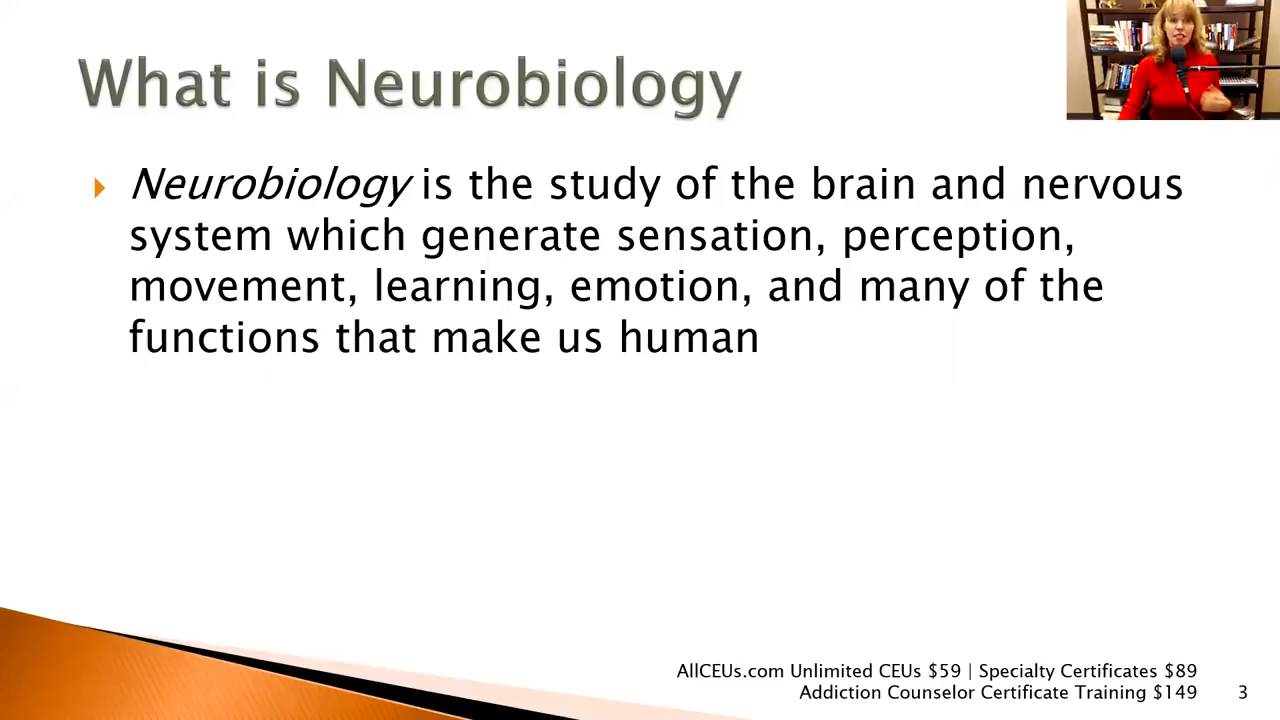 What is Neurobiology
Neurobiology is the study of the brain and nervous
system which generate sensation, perception,
movement, learning, emotion, and many of the
functions that make us human
AllCEUs.com Unlimited CEUs $59 | Specialty Certificates $89
Addiction Counselor Certificate Training $149
3